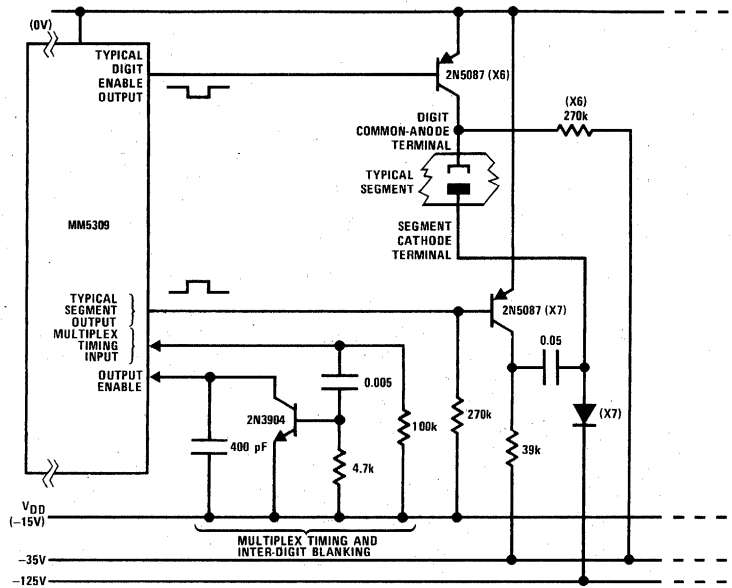 (0V)
TYPICAL
DIGIT
ENABLE
OUTPUT
2N5087 (X6)
DIGIT
COMMON-ANODE
TERMINAL
(X6)
270k
TYPICAL
SEGMENT
MM5309
SEGMENT
CATHODE
TERMINAL
TYPICAL
SEGMENT
OUTPUT
MULTIPLEX
TIMING
INPUT
OUTPUT
ENABLE
2N5087 (X7)
0.05
0.005
2N3904
400 pF
4.7k
100k
270k
39k
(X7)
VDD
(–15V)
MULTIPLEX TIMING AND
INTER-DIGIT BLANKING
–35V
–125V